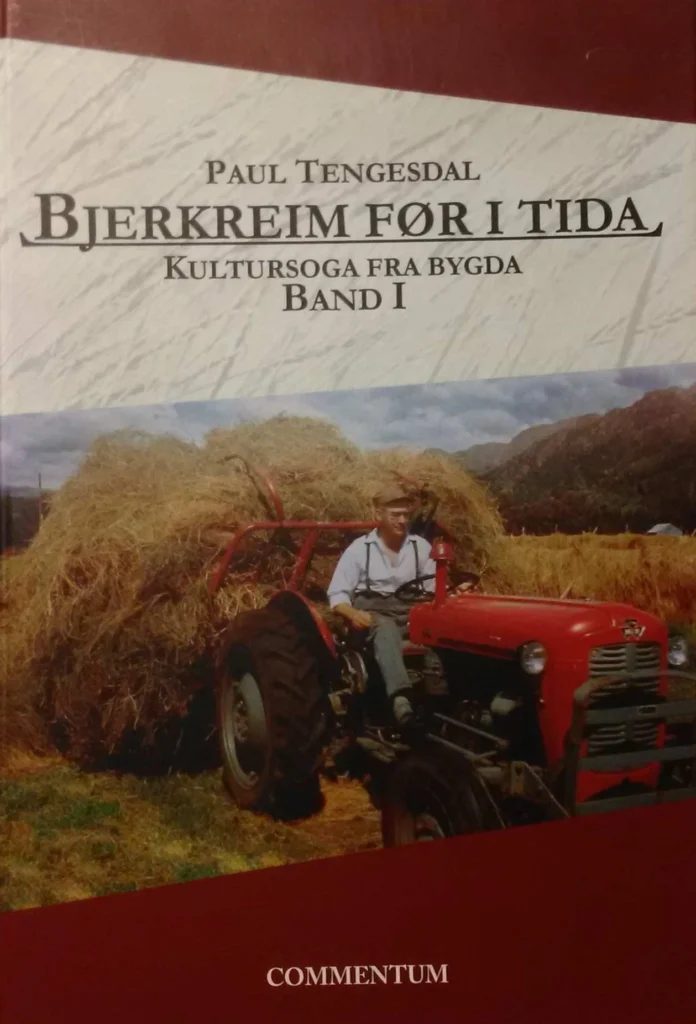 PAUL TENGESDAL
BJERKREIM FØR I TIDA
KULTURSOGA FRA BYGDA
BAND I
COMMENTUM